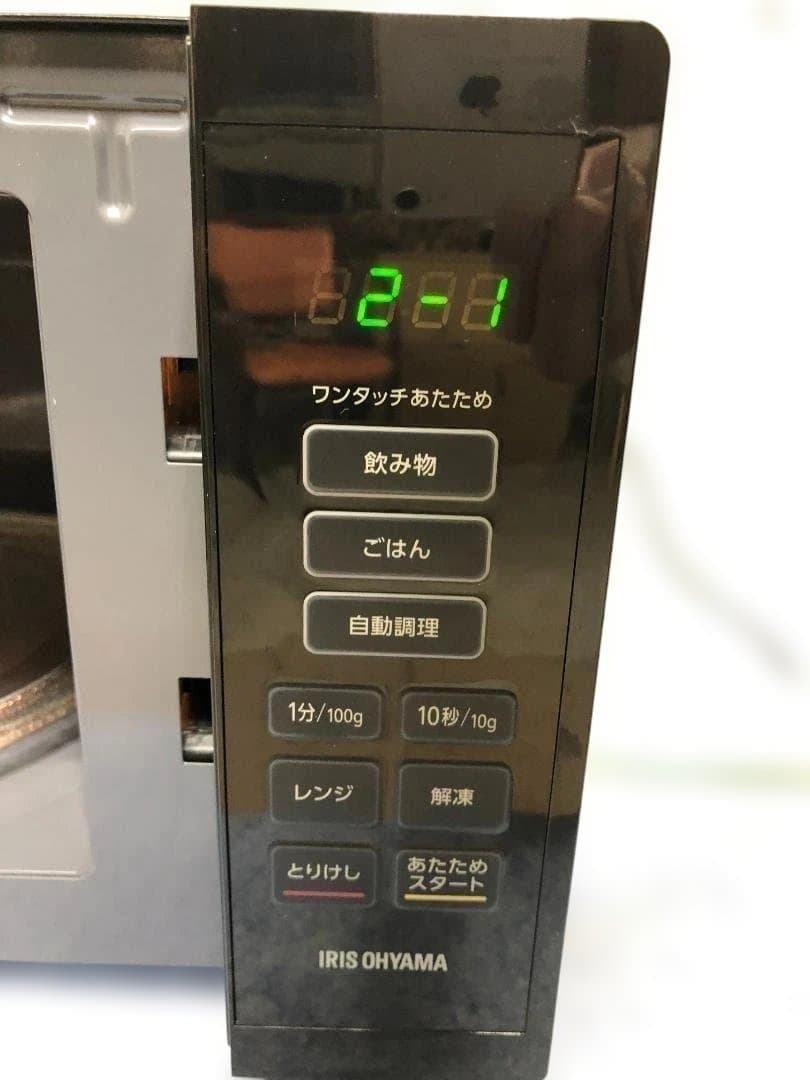 2-1
ワンタッチあたため
飲み物
ごはん
自動調理
1分/100g
10秒/10g
レンジ
解凍
とりけし
あたため
スタート
IRIS OHYAMA